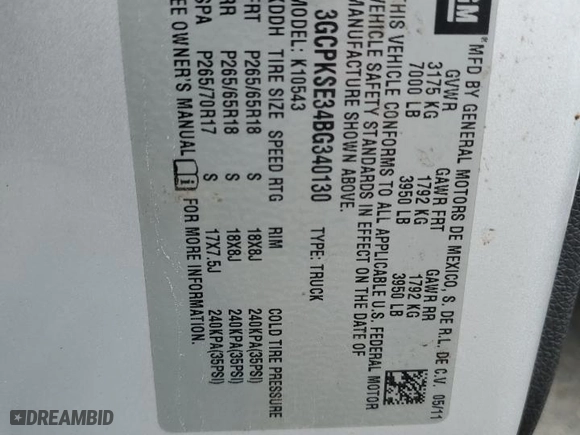 GM
MFD BY GENERAL MOTORS DE MEXICO, S. DE R.L. DE C.V. 05/11
GVWR GAWR FRT GAWR RR
3175 KG 1792 KG 1792 KG
7000 LB 3950 LB 3950 LB
THIS VEHICLE CONFORMS TO ALL APPLICABLE U.S. FEDERAL MOTOR
VEHICLE SAFETY STANDARDS IN EFFECT ON THE DATE OF
MANUFACTURE SHOWN ABOVE.
3GCPKSE34BG340130 TYPE: TRUCK
MODEL: K10543
KUDH TIRE SIZE SPEED RTG RIM COLD TIRE PRESSURE
FRT P265/65R18 S 18X8J 240KPA(35PSI)
RR P265/65R18 S 18X8J 240KPA(35PSI)
SPA P265/70R17 S 17X7.5J 240KPA(35PSI)
SEE OWNER'S MANUAL FOR MORE INFORMATION.
DREAMBID